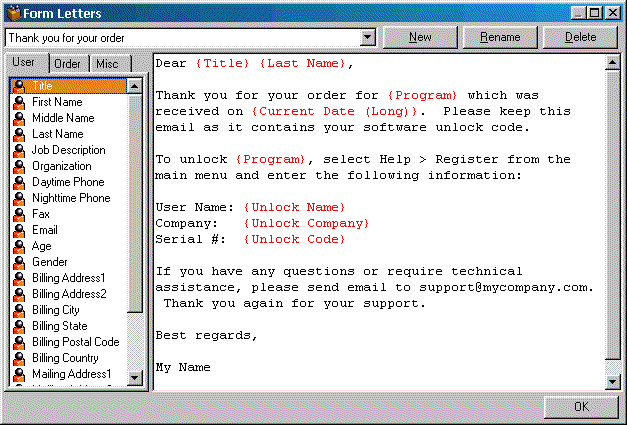 Form Letters
Thank you for your order
New
Rename
Delete
User
Order
Misc
Title
First Name
Middle Name
Last Name
Job Description
Organization
Daytime Phone
Nighttime Phone
Fax
Email
Age
Gender
Billing Address1
Billing Address2
Billing City
Billing State
Billing Postal Code
Billing Country
Mailing Address1
Dear {Title} {Last Name},
Thank you for your order for {Program} which was
received on {Current Date (Long)}.  Please keep this
email as it contains your software unlock code.
To unlock {Program}, select Help > Register from the
main menu and enter the following information:
User Name: {Unlock Name}
Company:   {Unlock Company}
Serial #:  {Unlock Code}
If you have any questions or require technical
assistance, please send email to support@mycompany.com.
Thank you again for your support.
Best regards,
My Name
OK